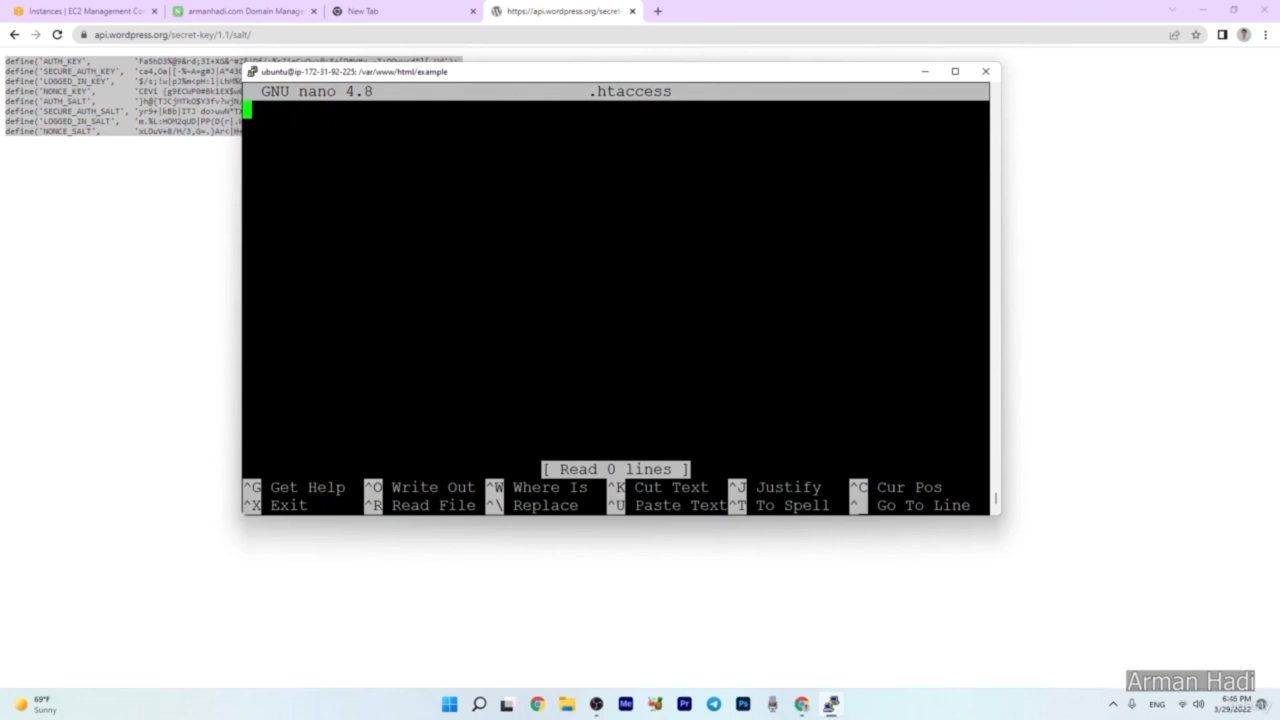 Instances | EC2 Management Con
armanhadi.com Domain Manage
New Tab
https://api.wordpress.org/secret
api.wordpress.org/secret-key/1.1/salt/
define('AUTH_KEY',
define('SECURE_AUTH_KEY',
define('LOGGED_IN_KEY',
define('NONCE_KEY',
define('AUTH_SALT',
define('SECURE_AUTH_SALT',
define('LOGGED_IN_SALT',
define('NONCE_SALT',
ubuntu@ip-172-31-92-225: /var/www/html/example
GNU nano 4.8 .htaccess
[ Read 0 lines ]
^G Get Help ^O Write Out ^W Where Is ^K Cut Text ^J Justify ^C Cur Pos
^X Exit ^R Read File ^\ Replace ^U Paste Text ^T To Spell ^_ Go To Line
Arman Hadi
69°F
Sunny
ENG
6:45 PM
3/29/2022